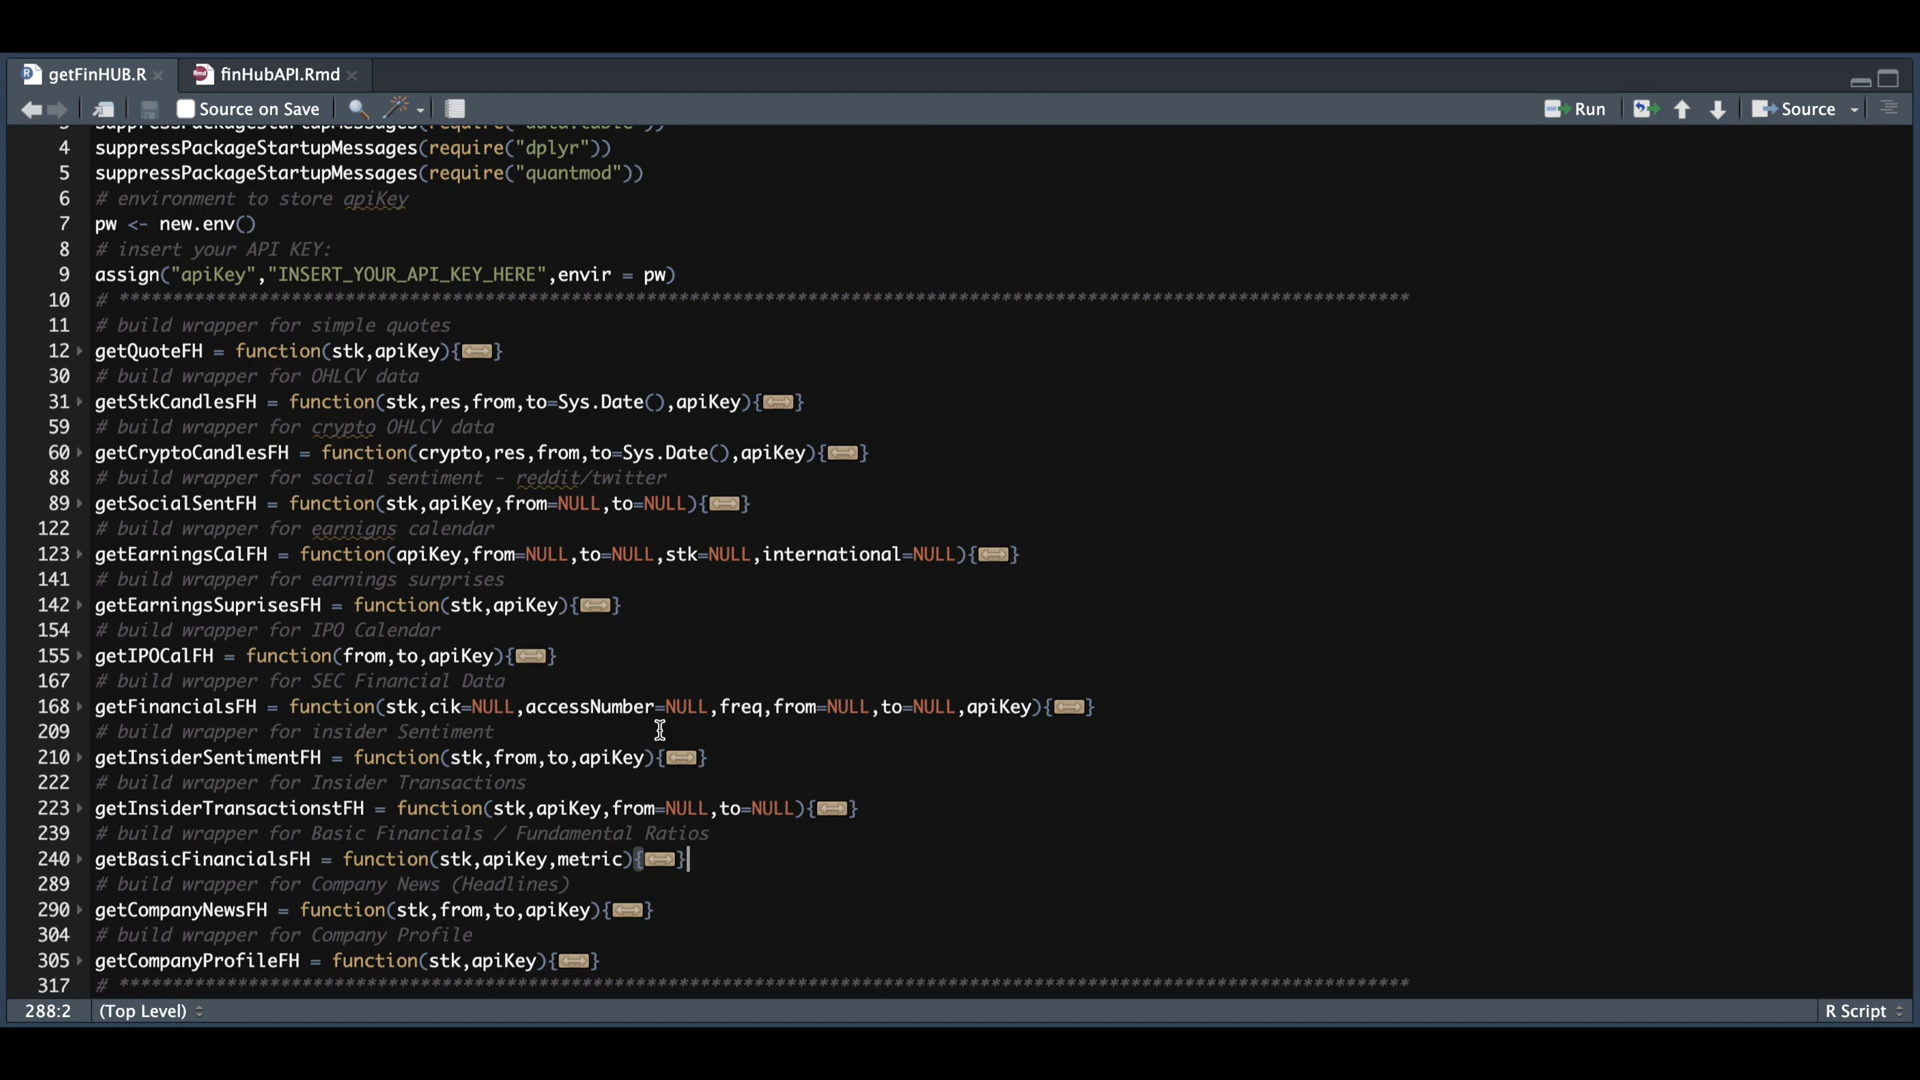 getFinHUB.R
finHubAPI.Rmd
Source on Save
Run
Source
4 suppressPackageStartupMessages(require("dplyr"))
5 suppressPackageStartupMessages(require("quantmod"))
6 # environment to store apiKey
7 pw <- new.env()
8 # insert your API KEY:
9 assign("apiKey","INSERT_YOUR_API_KEY_HERE",envir = pw)
10 # ************************************************************************************************************************
11 # build wrapper for simple quotes
12 getQuoteFH = function(stk,apiKey){}
30 # build wrapper for OHLCV data
31 getStkCandlesFH = function(stk,res,from,to=Sys.Date(),apiKey){}
59 # build wrapper for crypto OHLCV data
60 getCryptoCandlesFH = function(crypto,res,from,to=Sys.Date(),apiKey){}
88 # build wrapper for social sentiment - reddit/twitter
89 getSocialSentFH = function(stk,apiKey,from=NULL,to=NULL){}
122 # build wrapper for earnigns calendar
123 getEarningsCalFH = function(apiKey,from=NULL,to=NULL,stk=NULL,international=NULL){}
141 # build wrapper for earnings surprises
142 getEarningsSuprisesFH = function(stk,apiKey){}
154 # build wrapper for IPO Calendar
155 getIPOCalFH = function(from,to,apiKey){}
167 # build wrapper for SEC Financial Data
168 getFinancialsFH = function(stk,cik=NULL,accessNumber=NULL,freq,from=NULL,to=NULL,apiKey){}
209 # build wrapper for insider Sentiment
210 getInsiderSentimentFH = function(stk,from,to,apiKey){}
222 # build wrapper for Insider Transactions
223 getInsiderTransactionstFH = function(stk,apiKey,from=NULL,to=NULL){}
239 # build wrapper for Basic Financials / Fundamental Ratios
240 getBasicFinancialsFH = function(stk,apiKey,metric){}
289 # build wrapper for Company News (Headlines)
290 getCompanyNewsFH = function(stk,from,to,apiKey){}
304 # build wrapper for Company Profile
305 getCompanyProfileFH = function(stk,apiKey){}
317 # ************************************************************************************************************************
288:2 (Top Level) R Script